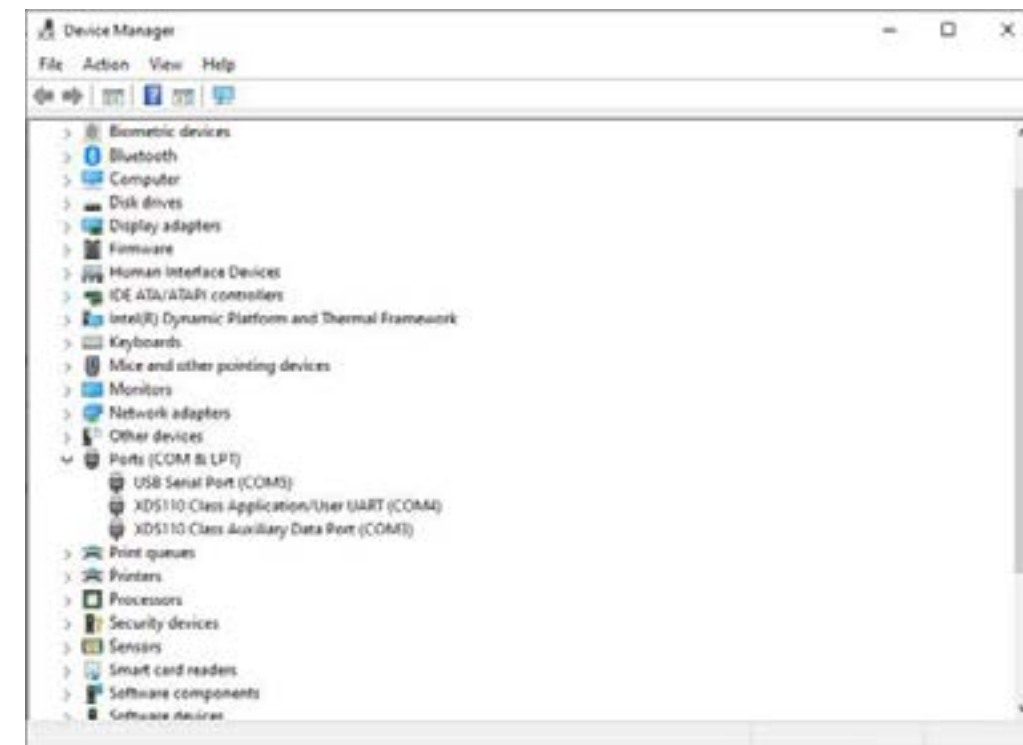 Device Manager
File Action View Help
Biometric devices
Bluetooth
Computer
Disk drives
Display adapters
Firmware
Human Interface Devices
IDE ATA/ATAPI controllers
Intel(R) Dynamic Platform and Thermal Framework
Keyboards
Mice and other pointing devices
Monitors
Network adapters
Other devices
Ports (COM & LPT)
USB Serial Port (COM5)
XDS110 Class Application/User UART (COM4)
XDS110 Class Auxiliary Data Port (COM3)
Print queues
Printers
Processors
Security devices
Sensors
Smart card readers
Software components
Software devices